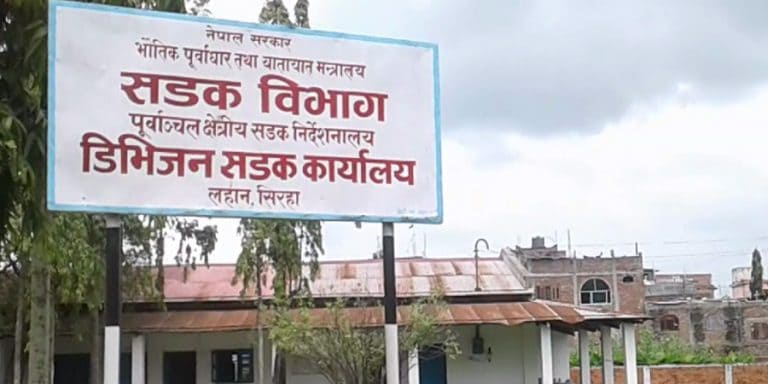 नेपाल सरकार
भौतिक पूर्वाधार तथा यातायात मन्त्रालय
सडक विभाग
पूर्वाञ्चल क्षेत्रीय सडक निर्देशनालय
डिभिजन सडक कार्यालय
लहान, सिरहा